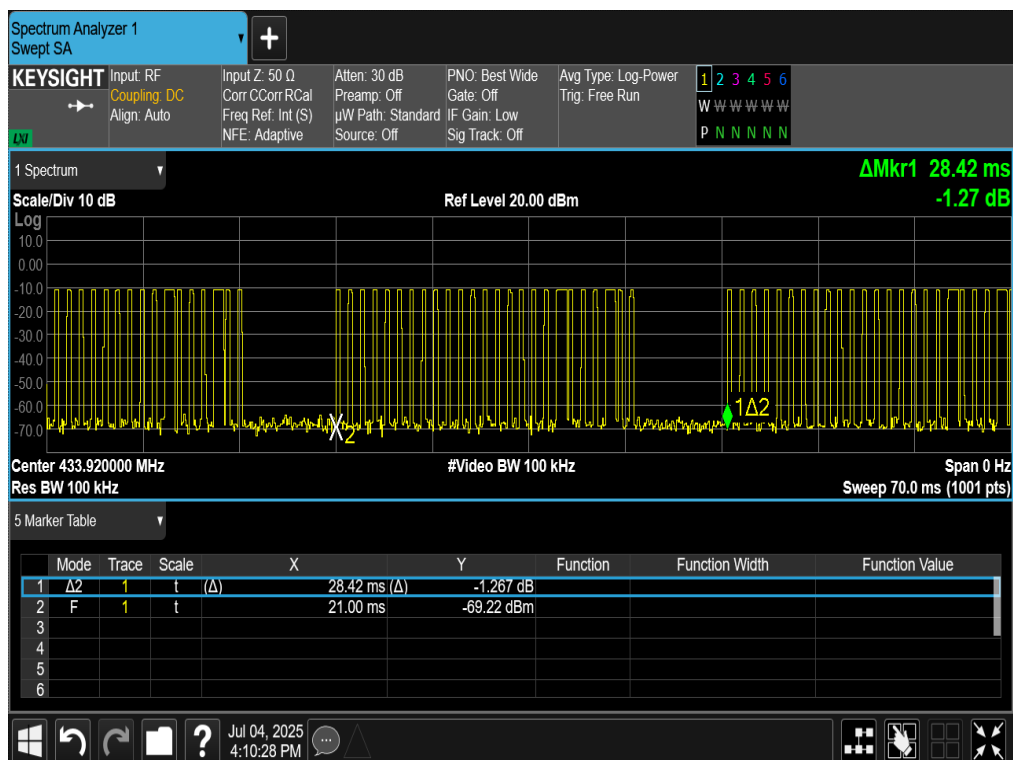 Spectrum Analyzer 1
Swept SA
+
KEYSIGHT
Input: RF
Coupling: DC
Align: Auto
LXI
Input Z: 50 Ω
Corr CCorr RCal
Freq Ref: Int (S)
NFE: Adaptive
Atten: 30 dB
Preamp: Off
µW Path: Standard
Source: Off
PNO: Best Wide
Gate: Off
IF Gain: Low
Sig Track: Off
Avg Type: Log-Power
Trig: Free Run
1 2 3 4 5 6
W W W W W W
P N N N N N
1 Spectrum
ΔMkr1 28.42 ms
-1.27 dB
Scale/Div 10 dB
Ref Level 20.00 dBm
Log
10.0
0.00
-10.0
-20.0
-30.0
-40.0
-50.0
-60.0
-70.0
X2
1Δ2
Center 433.920000 MHz
#Video BW 100 kHz
Span 0 Hz
Res BW 100 kHz
Sweep 70.0 ms (1001 pts)
5 Marker Table
Mode Trace Scale X Y Function Function Width Function Value
1 Δ2 1 t (Δ) 28.42 ms (Δ) -1.267 dB
2 F 1 t 21.00 ms -69.22 dBm
3
4
5
6
?
Jul 04, 2025
4:10:28 PM